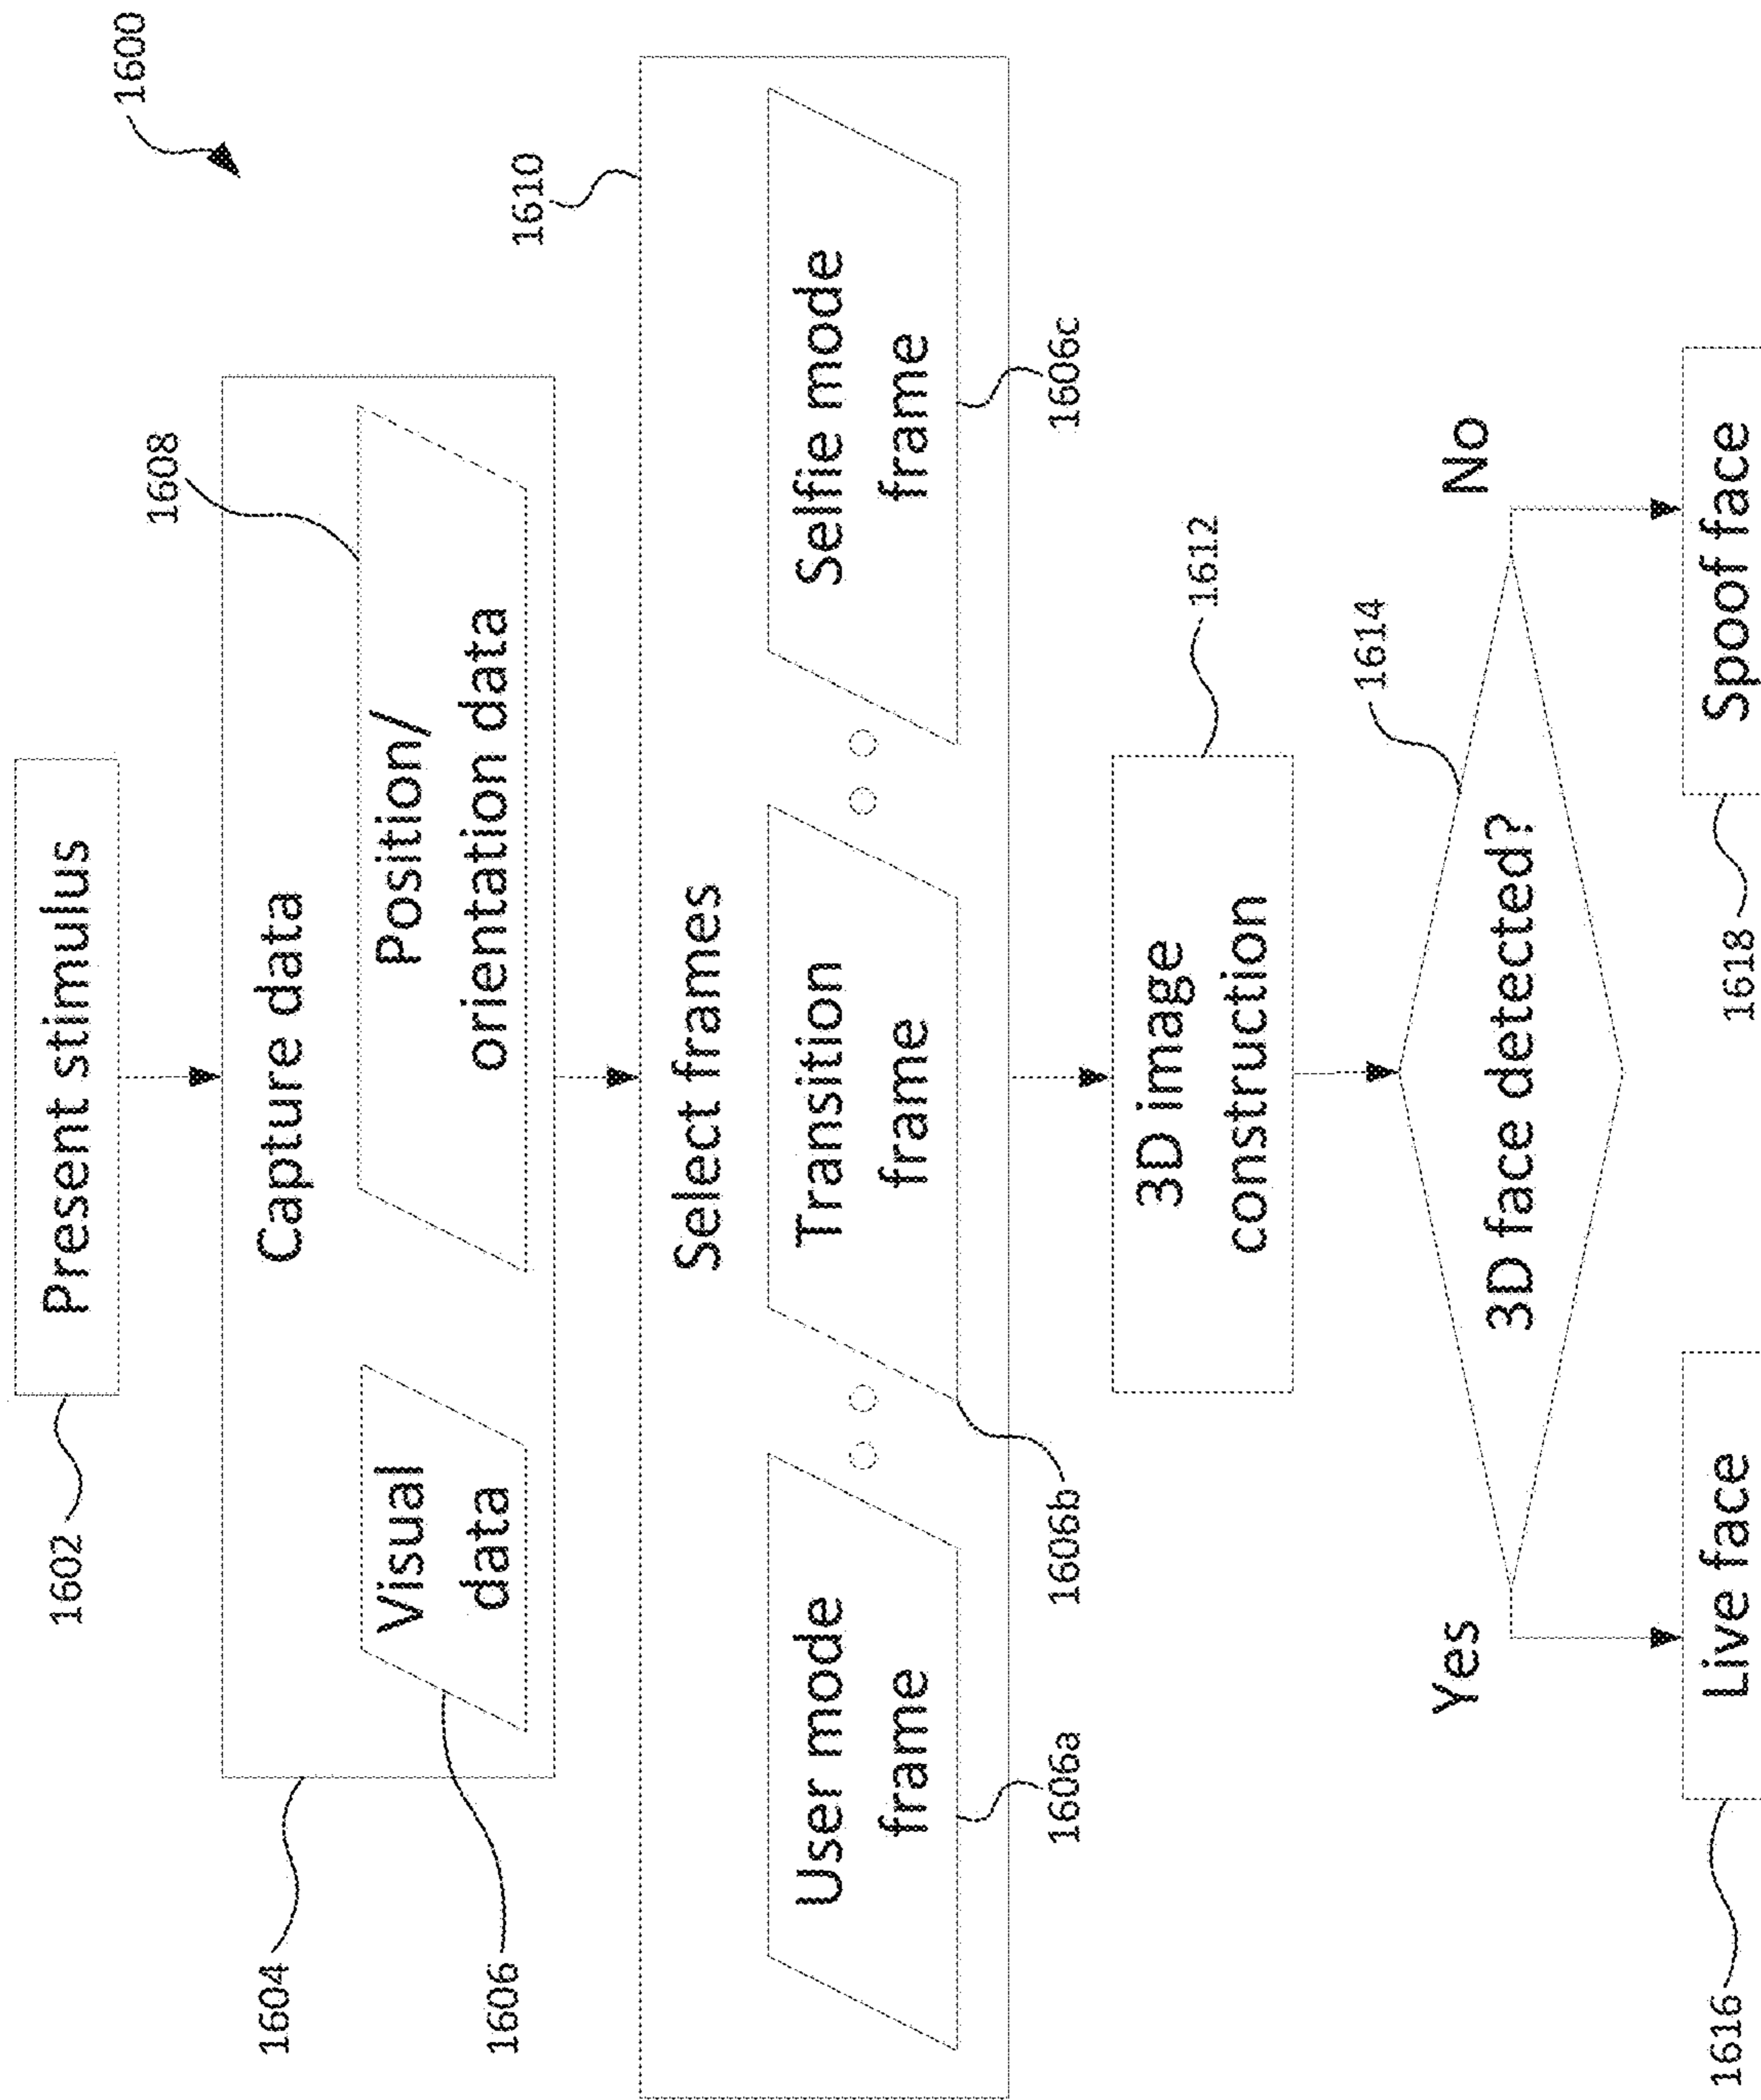 1600
Present stimulus
1602
Capture data
1604
Visual
data
1606
Position/
orientation data
1608
Select frames
1610
User mode
frame
1606a
Transition
frame
1606b
Selfie mode
frame
1606c
3D image
construction
1612
3D face detected?
1614
Yes
No
Live face
1616
Spoof face
1618